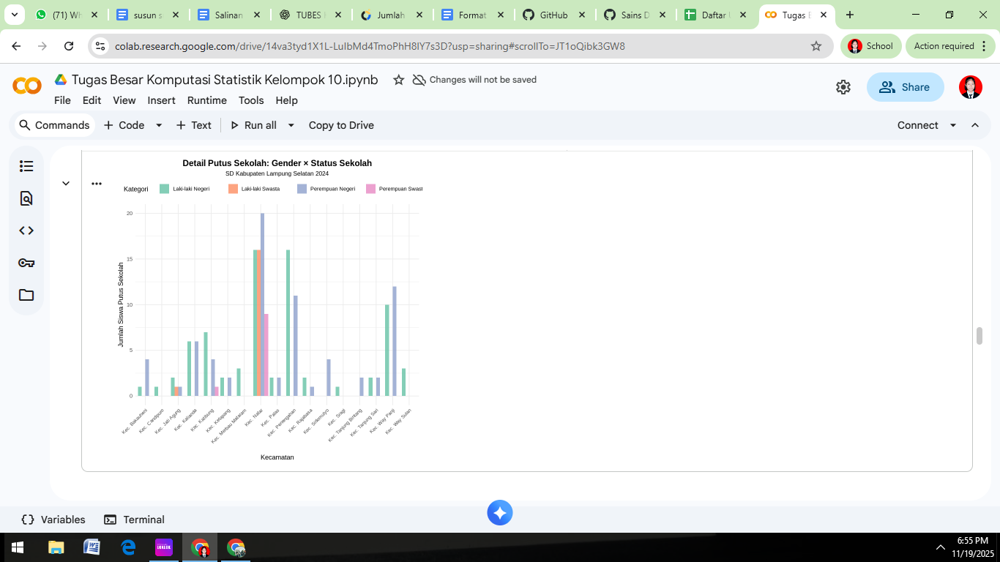 (71) Wh
susun s
Salinan
TUBES
Jumlah
Format
GitHub
Sains D
Daftar
Tugas B
colab.research.google.com/drive/14va3tyd1X1L-LuIbMd4TmoPhH8IY7s3D?usp=sharing#scrollTo=JT1oQibk3GW8
School
Action required
Tugas Besar Komputasi Statistik Kelompok 10.ipynb
Changes will not be saved
File Edit View Insert Runtime Tools Help
Share
Commands + Code + Text Run all Copy to Drive
Connect
Detail Putus Sekolah: Gender × Status Sekolah
SD Kabupaten Lampung Selatan 2024
Kategori Laki-laki Negeri Laki-laki Swasta Perempuan Negeri Perempuan Swast
Jumlah Siswa Putus Sekolah
20
15
10
5
0
Kec. Bakauheni
Kec. Candipuro
Kec. Jati Agung
Kec. Kalianda
Kec. Katibung
Kec. Ketapang
Kec. Merbau Mataram
Kec. Natar
Kec. Palas
Kec. Penengahan
Kec. Rajabasa
Kec. Sidomulyo
Kec. Sragi
Kec. Tanjung Bintang
Kec. Tanjung Sari
Kec. Way Panji
Kec. Way Sulan
Kecamatan
Variables
Terminal
6:55 PM
11/19/2025